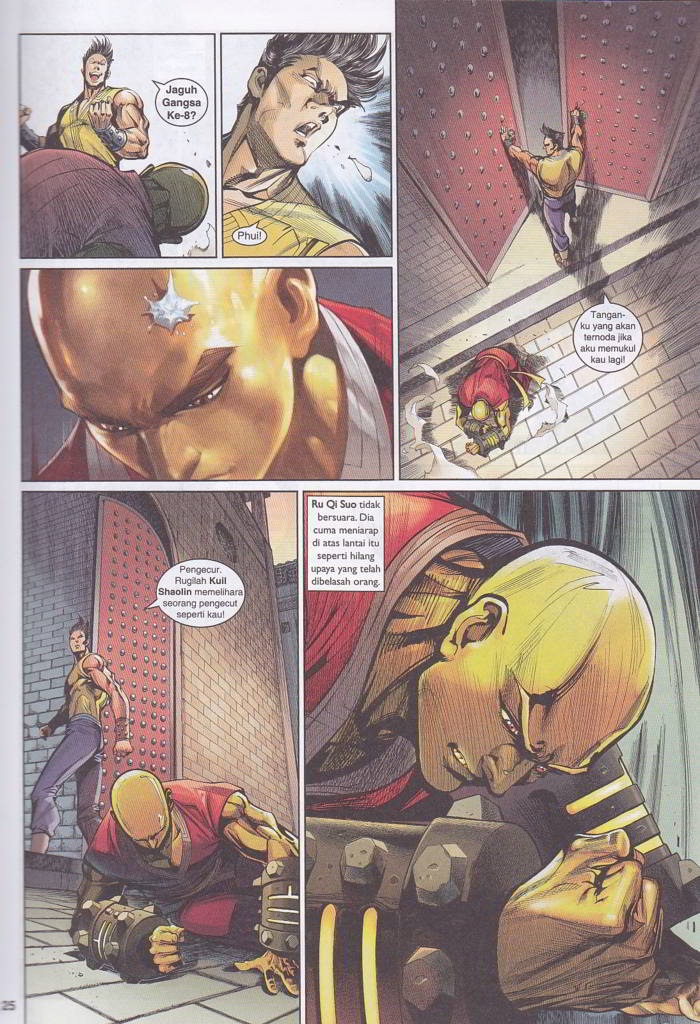 Jaguh
Gangsa
Ke-8?
Phui!
Tangan-
ku yang akan
ternoda jika
aku memukul
kau lagi!
Pengecur.
Rugilah Kuil
Shaolin memelihara
seorang pengecut
seperti kau!
Ru Qi Suo tidak
bersuara. Dia
cuma meniarap
di atas lantai itu
seperti hilang
upaya yang telah
dibelasah orang.
25